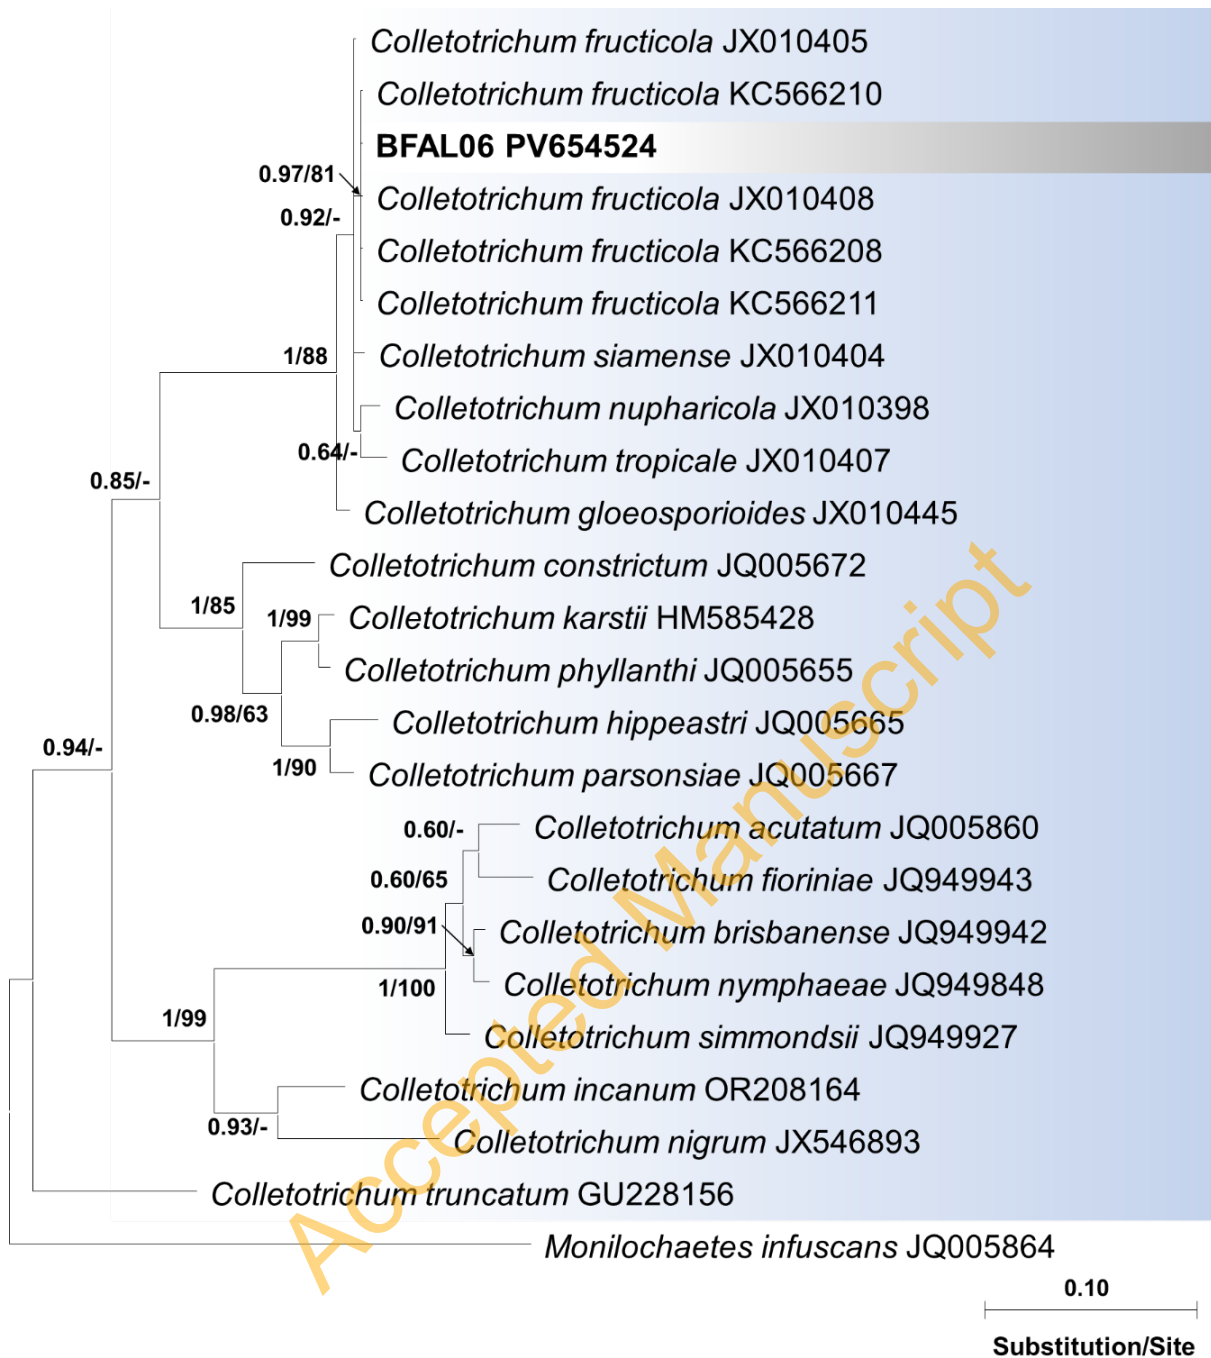 Colletotrichum fructicola JX010405
Colletotrichum fructicola KC566210
BFAL06 PV654524
0.97/81
Colletotrichum fructicola JX010408
0.92/-
Colletotrichum fructicola KC566208
Colletotrichum fructicola KC566211
1/88
Colletotrichum siamense JX010404
Colletotrichum nupharicola JX010398
0.64/-
Colletotrichum tropicale JX010407
0.85/-
Colletotrichum gloeosporioides JX010445
Colletotrichum constrictum JQ005672
1/85
1/99
Colletotrichum karstii HM585428
Colletotrichum phyllanthi JQ005655
0.98/63
Colletotrichum hippeastri JQ005665
0.94/-
1/90
Colletotrichum parsonsiae JQ005667
0.60/-
Colletotrichum acutatum JQ005860
0.60/65
Colletotrichum fioriniae JQ949943
0.90/91
Colletotrichum brisbanense JQ949942
1/100
Colletotrichum nymphaeae JQ949848
1/99
Colletotrichum simmondsii JQ949927
Colletotrichum incanum OR208164
0.93/-
Colletotrichum nigrum JX546893
Colletotrichum truncatum GU228156
Monilochaetes infuscans JQ005864
0.10
Substitution/Site
Accepted Manuscript